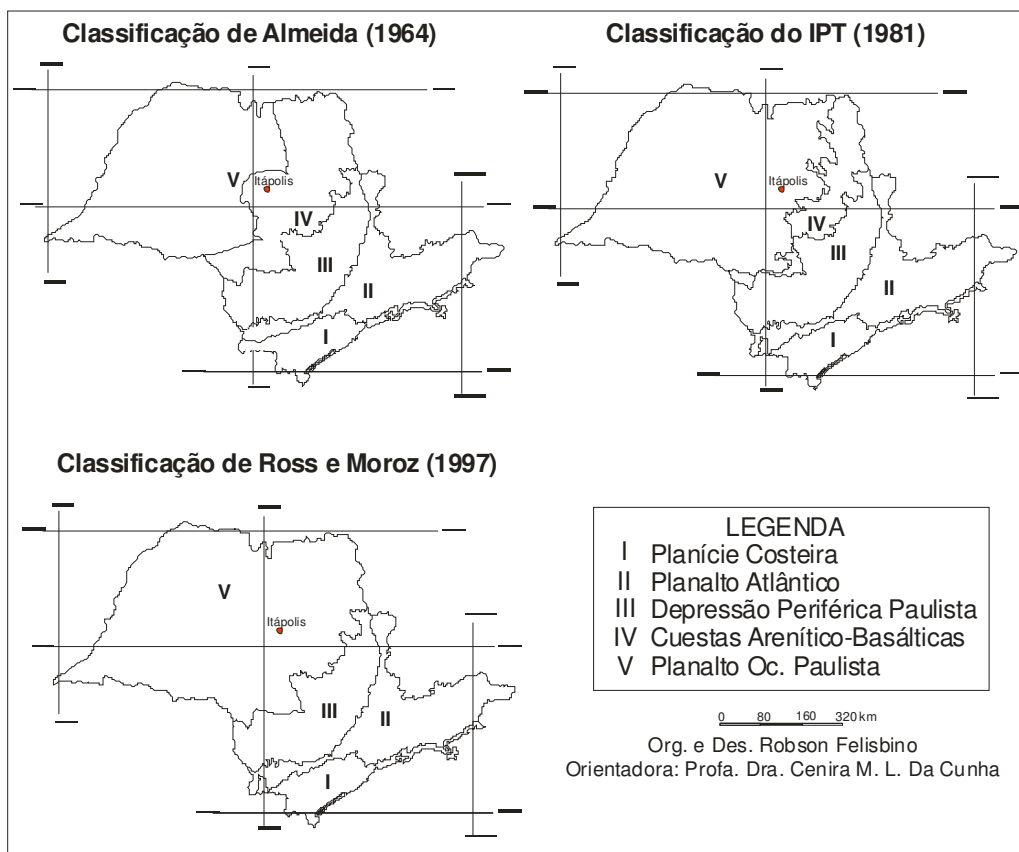 Classificação de Almeida (1964)
V
Itápolis
IV
III
II
I
Classificação do IPT (1981)
V
Itápolis
IV
III
II
I
Classificação de Ross e Moroz (1997)
V
Itápolis
III
II
I
LEGENDA
I Planície Costeira
II Planalto Atlântico
III Depressão Periférica Paulista
IV Cuestas Arenítico-Basálticas
V Planalto Oc. Paulista
0 80 160 320 km
Org. e Des. Robson Felisbino
Orientadora: Profa. Dra. Cenira M. L. Da Cunha